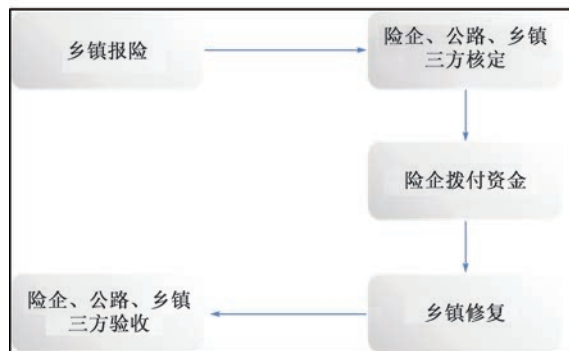 乡镇报险
险企、公路、乡镇
三方核定
险企拨付资金
乡镇修复
险企、公路、乡镇
三方验收